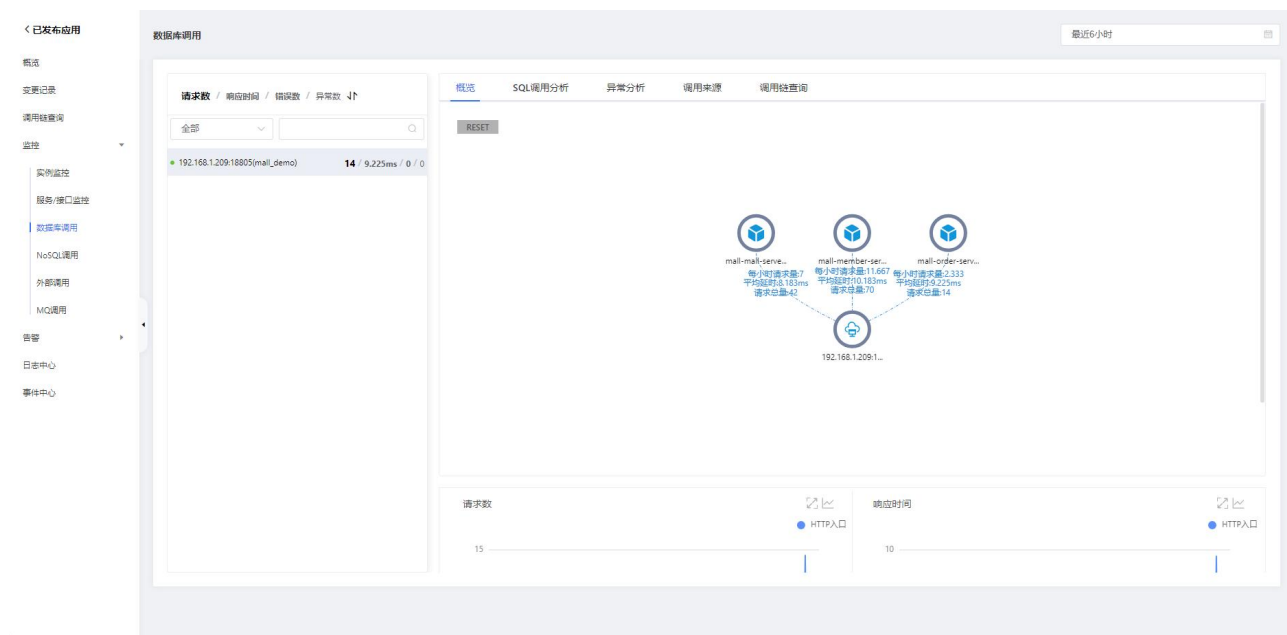 已发布应用
概览
变更记录
调用链查询
监控
实例监控
服务/接口监控
数据库调用
NoSQL调用
外部调用
MQ调用
告警
日志中心
事件中心
数据库调用
最近6小时
请求数 / 响应时间 / 错误数 / 异常数
全部
192.168.1.209:18805(mall_demo) 14 / 9.225ms / 0 / 0
概览 SQL调用分析 异常分析 调用来源 调用链查询
RESET
mall-mall-serve...
每小时请求量:7
平均延时:8.183ms
请求总量:42
mall-member-ser...
每小时请求量:11.667
平均延时:10.183ms
请求总量:70
mall-order-serv...
每小时请求量:2.333
平均延时:9.225ms
请求总量:14
192.168.1.209:1...
请求数
HTTP入口
15
响应时间
HTTP入口
10